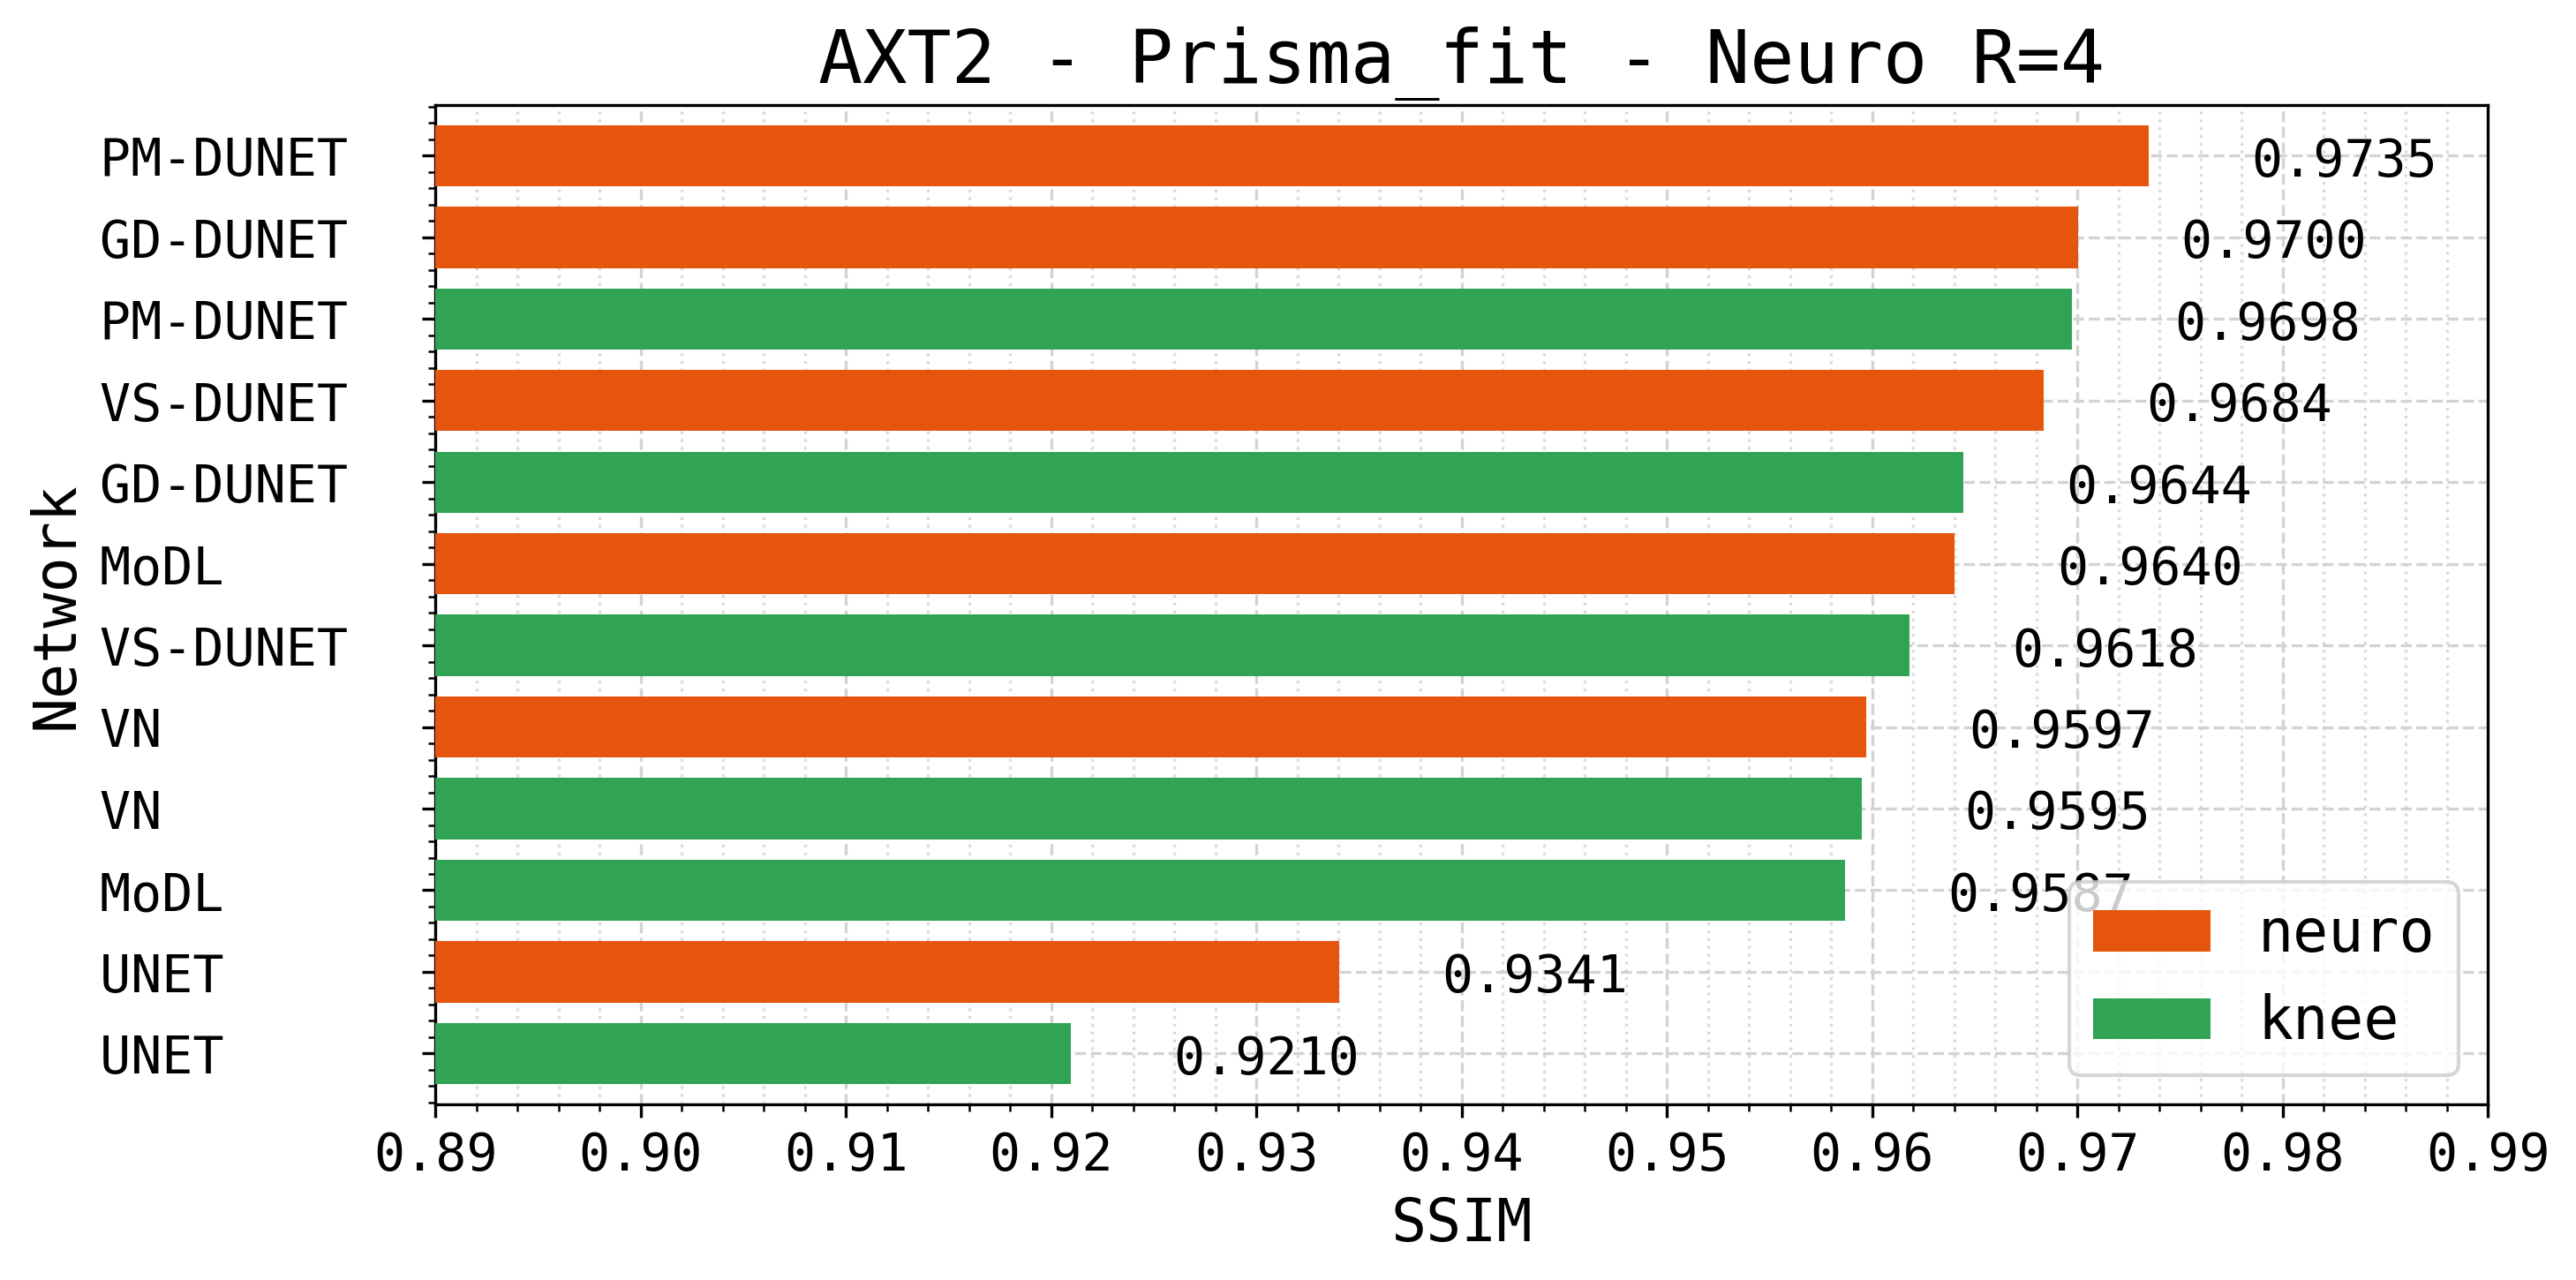 AXT2 - Prisma_fit - Neuro R=4
Network
PM-DUNET 0.9735
GD-DUNET 0.9700
PM-DUNET 0.9698
VS-DUNET 0.9684
GD-DUNET 0.9644
MoDL 0.9640
VS-DUNET 0.9618
VN 0.9597
VN 0.9595
MoDL 0.9587
UNET 0.9341
UNET 0.9210
neuro
knee
0.89 0.90 0.91 0.92 0.93 0.94 0.95 0.96 0.97 0.98 0.99
SSIM